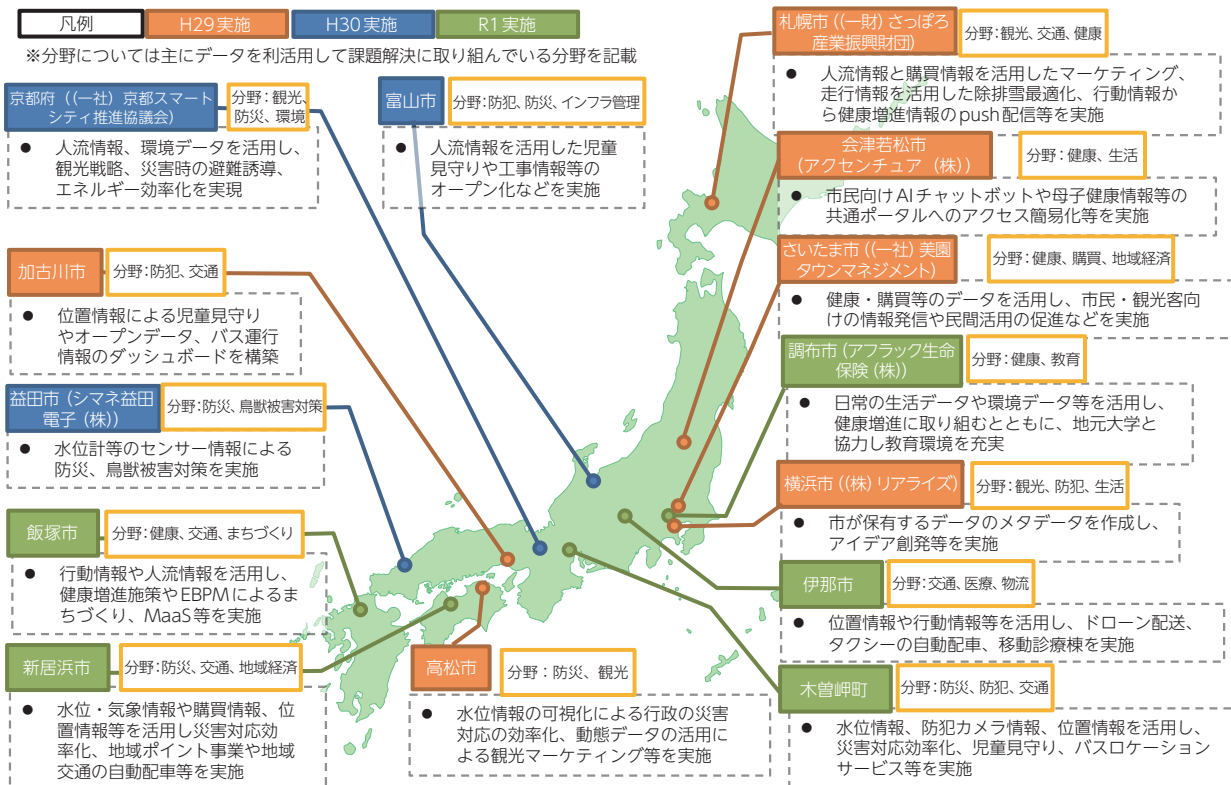 凡例
H29実施
H30実施
R1実施
※分野については主にデータを利活用して課題解決に取り組んでいる分野を記載
京都府（(一社) 京都スマート
シティ推進協議会）
分野：観光、
防災、環境
● 人流情報、環境データを活用し、
観光戦略、災害時の避難誘導、
エネルギー効率化を実現
富山市
分野：防犯、防災、インフラ管理
● 人流情報を活用した児童
見守りや工事情報等の
オープン化などを実施
加古川市
分野：防犯、交通
● 位置情報による児童見守り
やオープンデータ、バス運行
情報のダッシュボードを構築
益田市（シマネ益田
電子（株））
分野：防災、鳥獣被害対策
● 水位計等のセンサー情報による
防災、鳥獣被害対策を実施
飯塚市
分野：健康、交通、まちづくり
● 行動情報や人流情報を活用し、
健康増進施策やEBPMによるま
ちづくり、MaaS等を実施
新居浜市
分野：防災、交通、地域経済
● 水位・気象情報や購買情報、位
置情報等を活用し災害対応効
率化、地域ポイント事業や地域
交通の自動配車等を実施
高松市
分野：防災、観光
● 水位情報の可視化による行政の災害
対応の効率化、動態データの活用に
よる観光マーケティング等を実施
札幌市（(一財) さっぽろ
産業振興財団）
分野：観光、交通、健康
● 人流情報と購買情報を活用したマーケティング、
走行情報を活用した除排雪最適化、行動情報か
ら健康増進情報のpush配信等を実施
会津若松市
（アクセンチュア（株））
分野：健康、生活
● 市民向けAIチャットボットや母子健康情報等の
共通ポータルへのアクセス簡易化等を実施
さいたま市（(一社) 美園
タウンマネジメント）
分野：健康、購買、地域経済
● 健康・購買等のデータを活用し、市民・観光客向
けの情報発信や民間活用の促進などを実施
調布市（アフラック生命
保険（株））
分野：健康、教育
● 日常の生活データや環境データ等を活用し、
健康増進に取り組むとともに、地元大学と
協力し教育環境を充実
横浜市（(株) リアライズ）
分野：観光、防犯、生活
● 市が保有するデータのメタデータを作成し、
アイデア創発等を実施
伊那市
分野：交通、医療、物流
● 位置情報や行動情報等を活用し、ドローン配送、
タクシーの自動配車、移動診療棟を実施
木曽岬町
分野：防災、防犯、交通
● 水位情報、防犯カメラ情報、位置情報を活用し、
災害対応効率化、児童見守り、バスロケーション
サービス等を実施